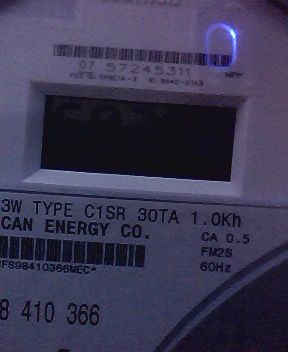 07 57245311
3W TYPE C1SR 30TA 1.0Kh
CAN ENERGY CO.
CA 0.5
FM2S
60Hz
FS98410366MEC*
8 410 366